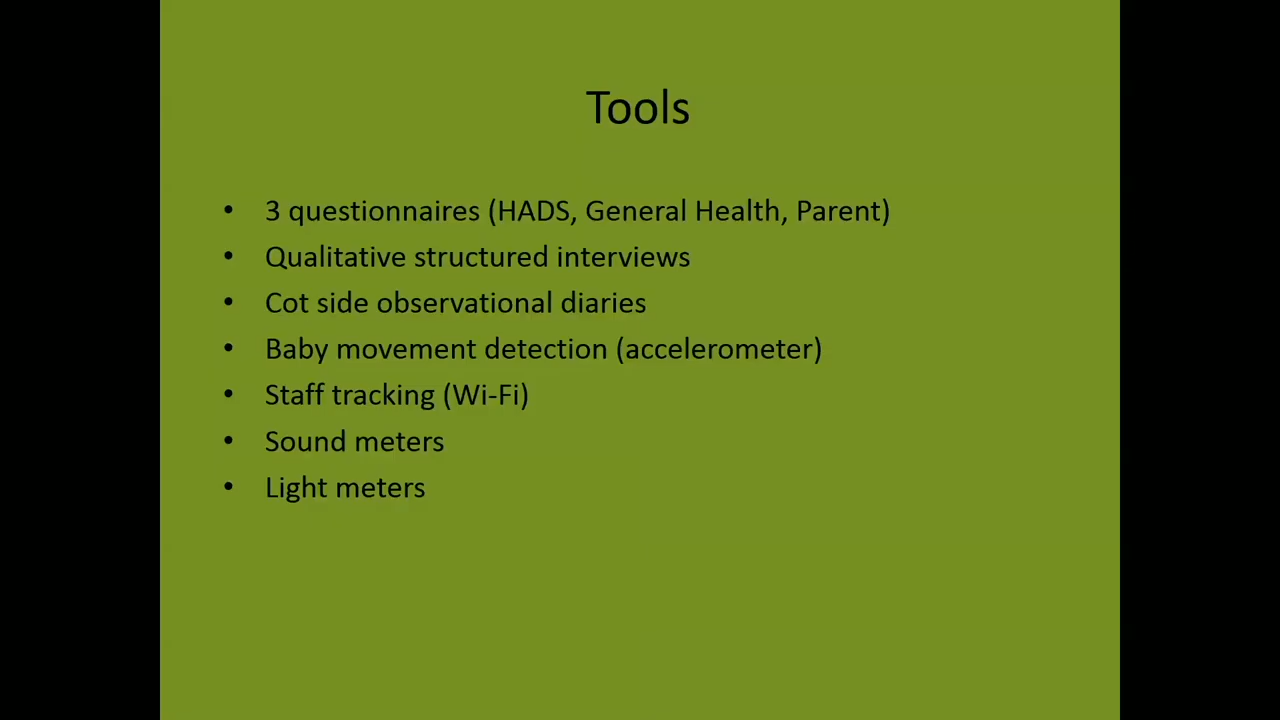 Tools
• 3 questionnaires (HADS, General Health, Parent)
• Qualitative structured interviews
• Cot side observational diaries
• Baby movement detection (accelerometer)
• Staff tracking (Wi-Fi)
• Sound meters
• Light meters